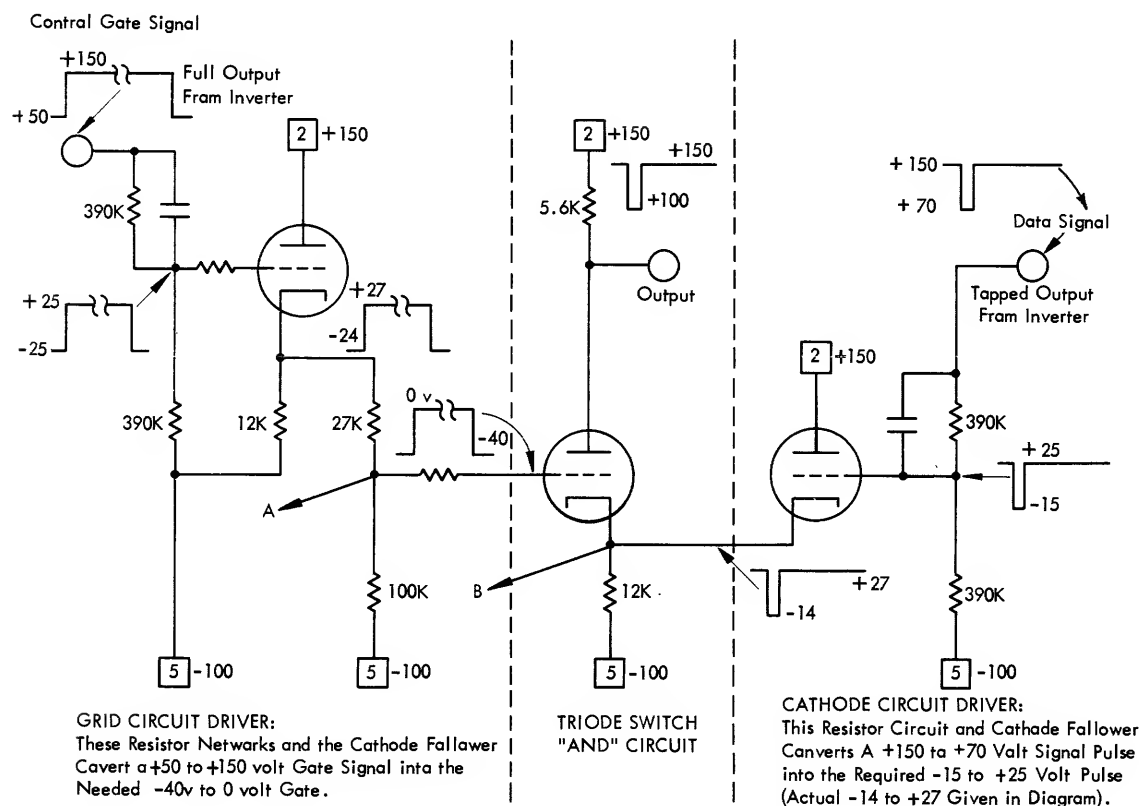 Contral Gate Signal
+150
Full Output
Fram Inverter
+50
2 +150
390K
+25
-25
+27
-24
390K
12K
27K
0 v
-40
A
100K
5 -100
5 -100
GRID CIRCUIT DRIVER:
These Resistor Netwarks and the Cathode Fallawer
Cavert a +50 to +150 volt Gate Signal inta the
Needed -40v to 0 volt Gate.
2 +150
+150
+100
5.6K
Output
B
12K
5 -100
TRIODE SWITCH
"AND" CIRCUIT
+150
+70
Data Signal
Tapped Output
Fram Inverter
2 +150
390K
+25
-15
+27
-14
390K
5 -100
CATHODE CIRCUIT DRIVER:
This Resistor Circuit and Cathade Fallower
Canverts A +150 ta +70 Valt Signal Pulse
into the Required -15 to +25 Volt Pulse
(Actual -14 to +27 Given in Diagram).